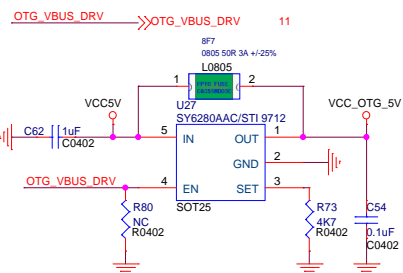 OTG_VBUS_DRV
OTG_VBUS_DRV 11
8F7
0805 50R 3A +/-25%
L0805
1 2
VCC5V
U27
SY6280AAC/STI 9712
VCC_OTG_5V
C62 1uF
C0402
5 IN OUT 1
GND 2
OTG_VBUS_DRV
4 EN SET 3
SOT25
R80
NC
R0402
R73
4K7
R0402
C54
0.1uF
C0402